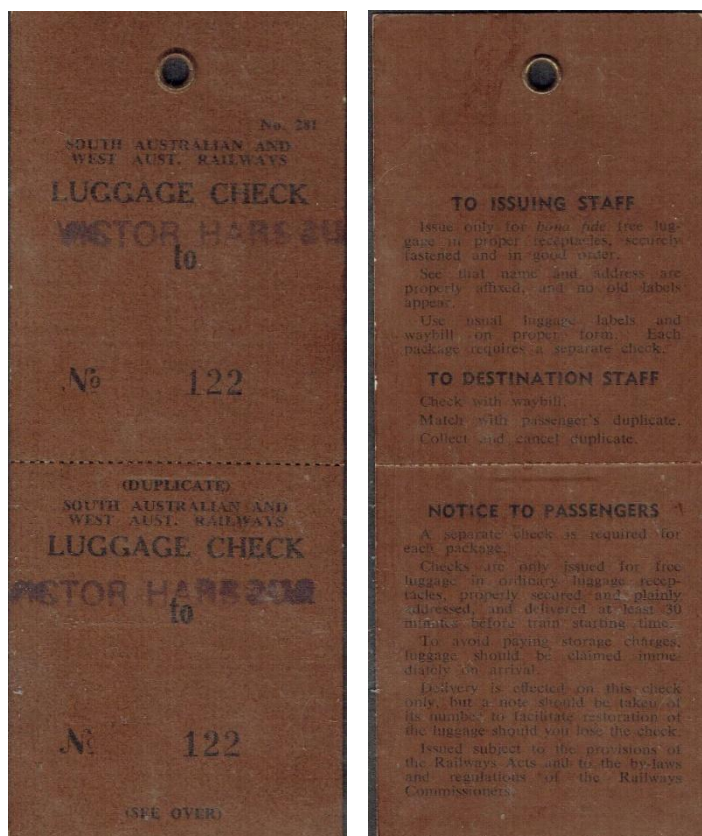 No. 281
SOUTH AUSTRALIAN AND
WEST AUST. RAILWAYS
LUGGAGE CHECK
VICTOR HARB
to
No 122
(DUPLICATE)
SOUTH AUSTRALIAN AND
WEST AUST. RAILWAYS
LUGGAGE CHECK
VICTOR HARB
to
No 122
(SEE OVER)
TO ISSUING STAFF
Issue only for bona fide free lug-
gage in proper receptacles, securely
fastened and in good order.
See that name and address are
properly affixed, and no old labels
appear.
Use usual luggage labels and
waybill on proper form. Each
package requires a separate check.
TO DESTINATION STAFF
Check with waybill.
Match with passenger's duplicate.
Collect and cancel duplicate.
NOTICE TO PASSENGERS
A separate check is required for
each package.
Checks are only issued for free
luggage in ordinary luggage recep-
tacles, properly secured and plainly
addressed, and delivered at least 30
minutes before train starting time.
To avoid paying storage charges,
luggage should be claimed imme-
diately on arrival.
Delivery is effected on this check
only, but a note should be taken of
its number to facilitate restoration of
the luggage should you lose the check.
Issued subject to the provisions of
the Railways Acts and to the by-laws
and regulations of the Railways
Commissioners.